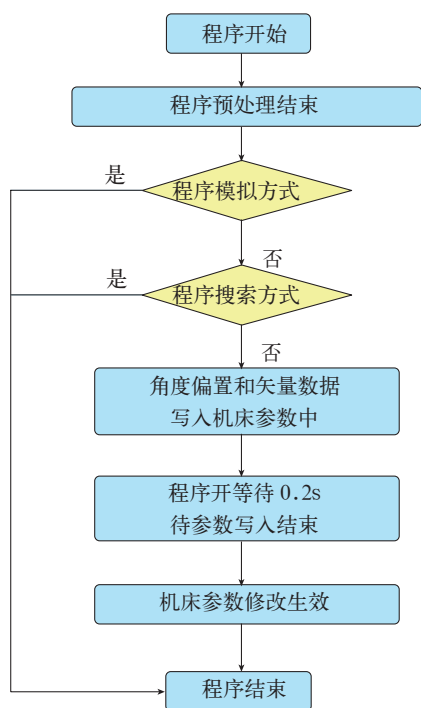 程序开始
程序预处理结束
是
程序模拟方式
否
是
程序搜索方式
否
角度偏置和矢量数据
写入机床参数中
程序开等待 0.2s
待参数写入结束
机床参数修改生效
程序结束